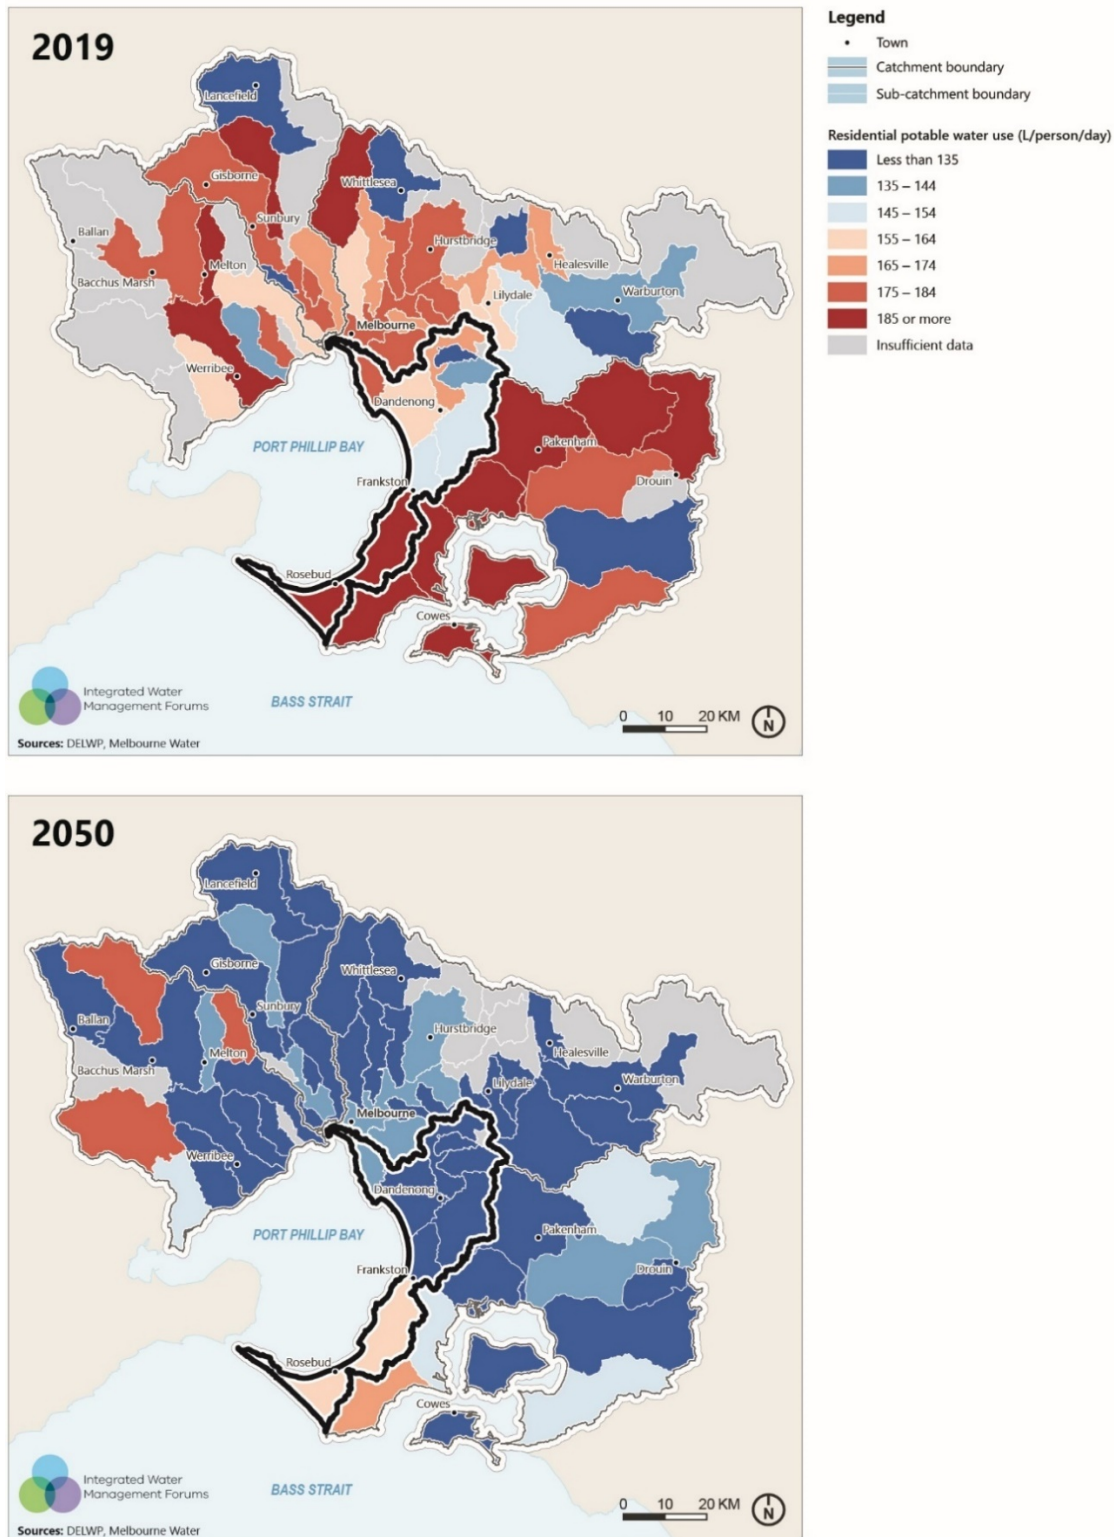 2019
Lancefield
Gisborne
Whittlesea
Ballan
Sunbury
Hurstbridge
Bacchus Marsh
Melton
Healesville
Lilydale
Warburton
Melbourne
Werribee
Dandenong
PORT PHILLIP BAY
Pakenham
Frankston
Drouin
Rosebud
Cowes
Integrated Water
Management Forums
BASS STRAIT
0 10 20 KM
N
Sources: DELWP, Melbourne Water
Legend
Town
Catchment boundary
Sub-catchment boundary
Residential potable water use (L/person/day)
Less than 135
135 – 144
145 – 154
155 – 164
165 – 174
175 – 184
185 or more
Insufficient data
2050
Lancefield
Gisborne
Whittlesea
Ballan
Sunbury
Hurstbridge
Bacchus Marsh
Melton
Healesville
Lilydale
Warburton
Melbourne
Werribee
Dandenong
PORT PHILLIP BAY
Pakenham
Frankston
Drouin
Rosebud
Cowes
Integrated Water
Management Forums
BASS STRAIT
0 10 20 KM
N
Sources: DELWP, Melbourne Water